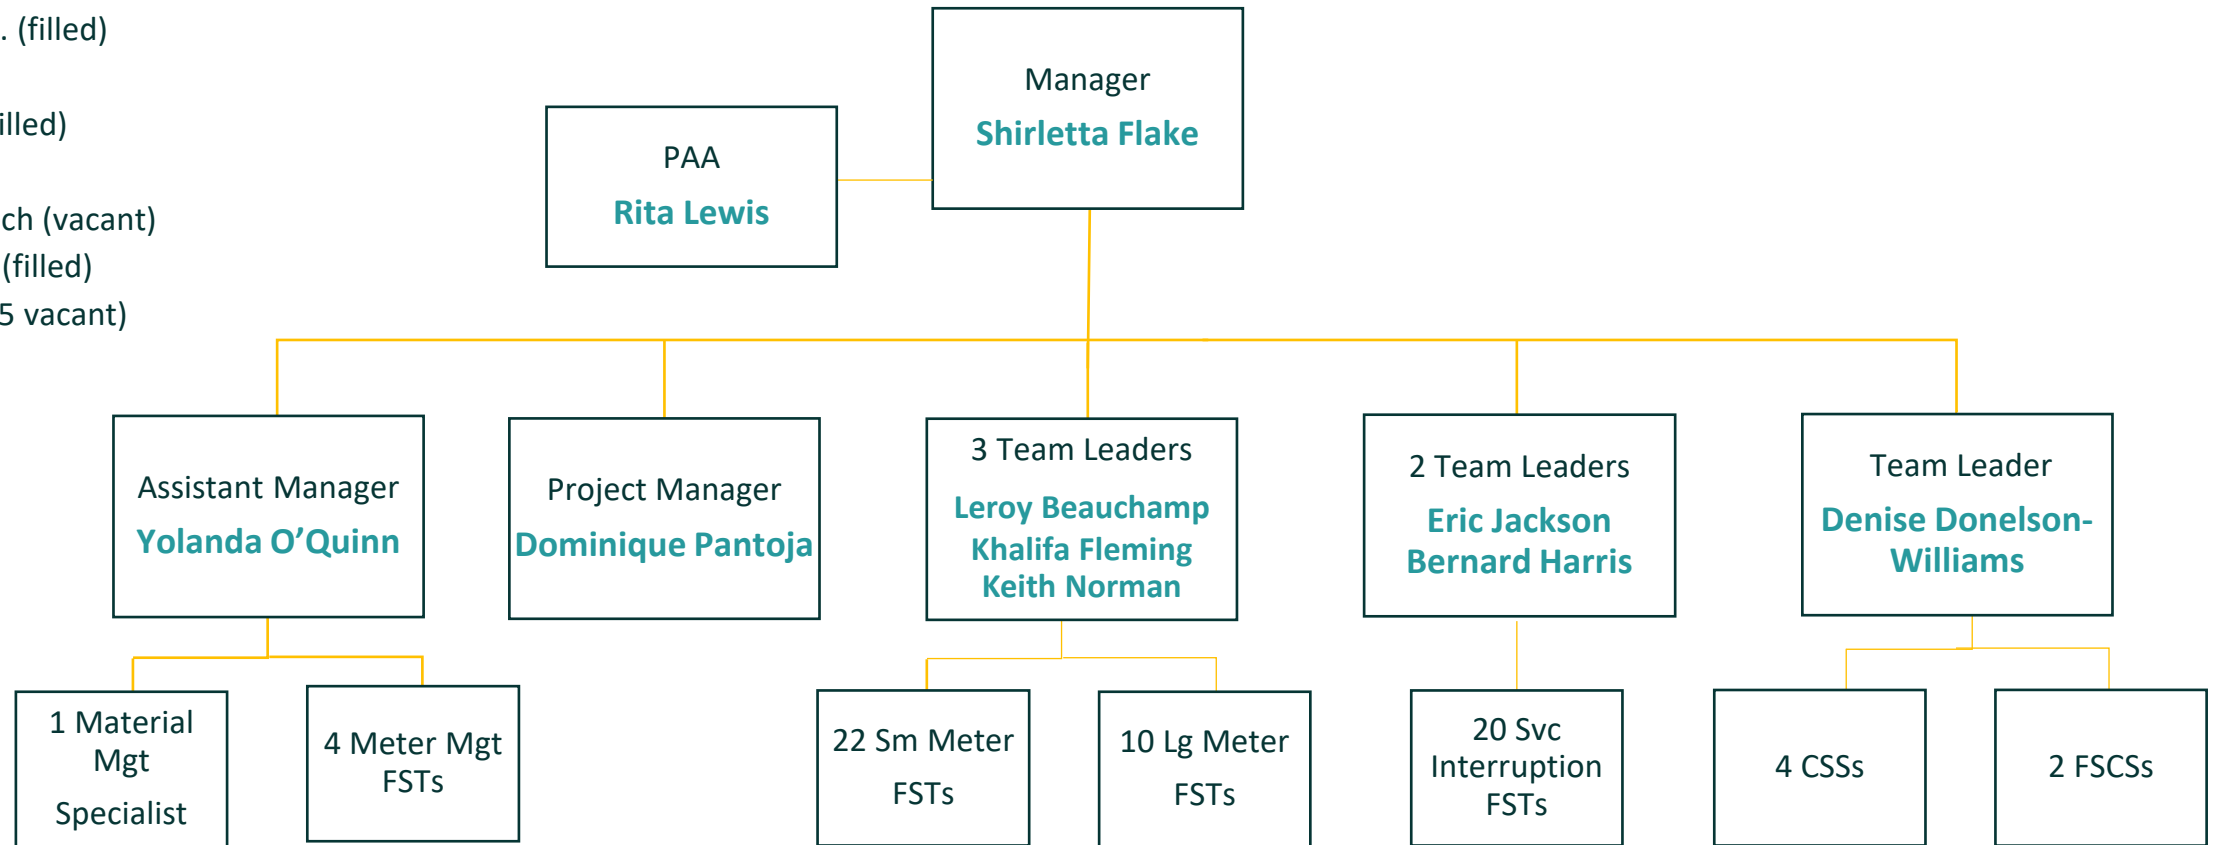 . (filled)
illed)
ch (vacant)
(filled)
5 vacant)
Manager
Shirletta Flake
PAA
Rita Lewis
Assistant Manager
Yolanda O’Quinn
Project Manager
Dominique Pantoja
3 Team Leaders
Leroy Beauchamp
Khalifa Fleming
Keith Norman
2 Team Leaders
Eric Jackson
Bernard Harris
Team Leader
Denise Donelson-
Williams
1 Material
Mgt
Specialist
4 Meter Mgt
FSTs
22 Sm Meter
FSTs
10 Lg Meter
FSTs
20 Svc
Interruption
FSTs
4 CSSs
2 FSCSs